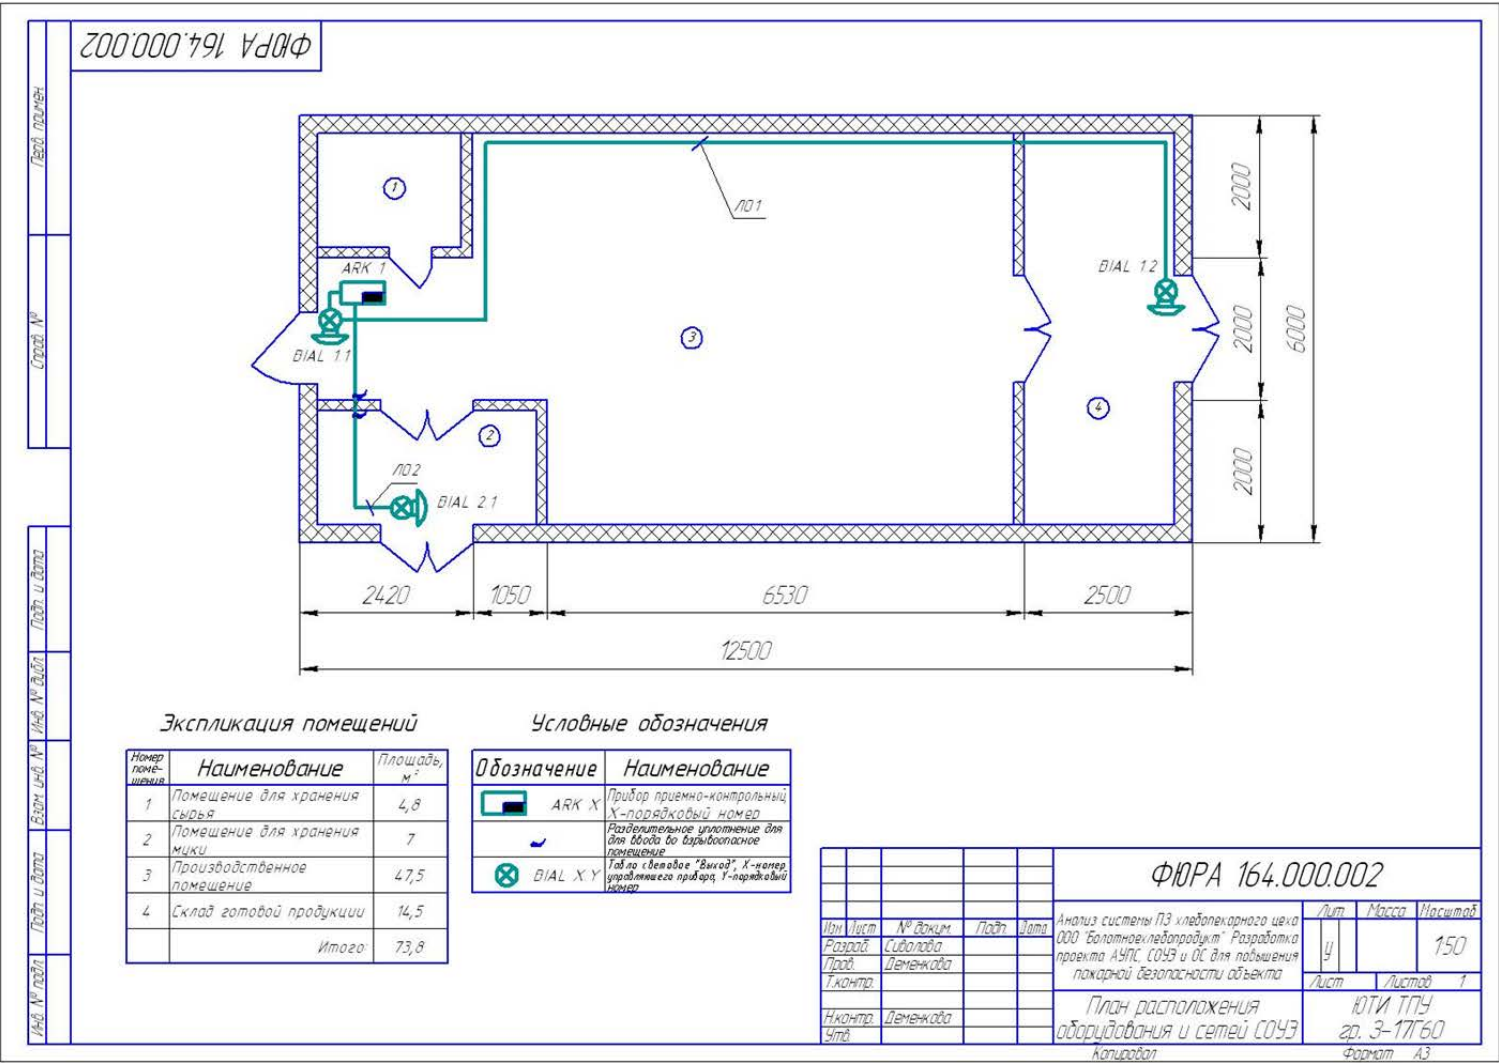 ФЮРА 164.000.002
Перв. примен.
Справ. №
Подп. и дата
Инв. № дубл.
Взам. инв. №
Подп. и дата
Инв. № подл.
1
ARK 1
BIAL 1.1
ЛО1
BIAL 1.2
3
4
2
ЛО2
BIAL 2.1
2000
2000
6000
2000
2420
1050
6530
2500
12500
Экспликация помещений
Номер поме-щения
Наименование
Площадь, м²
1
Помещение для хранения
сырья
4,8
2
Помещение для хранения
муки
7
3
Производственное
помещение
47,5
4
Склад готовой продукции
14,5
Итого:
73,8
Условные обозначения
Обозначение
Наименование
ARK X
Прибор приемно-контрольный,
X-порядковый номер
Разделительное уплотнение для
для ввода во взрывоопасное
помещение
BIAL X.Y
Табло световое "Выход", X-номер
управляющего прибора, Y-порядковый
номер
ФЮРА 164.000.002
Изм. Лист № докум. Подп. Дата
Разраб. Сиволова
Пров. Деменкова
Т.контр.
Н.контр. Деменкова
Утв.
Анализ системы ПЗ хлебопекарного цеха
ООО "Болотноехлебопродукт" Разработка
проекта АУПС, СОУЭ и ОС для повышения
пожарной безопасности объекта
Лит. Масса Масштаб
у
1:50
Лист Листов 1
План расположения
оборудования и сетей СОУЭ
ЮТИ ТПУ
гр. З-17Г60
Копировал
Формат А3